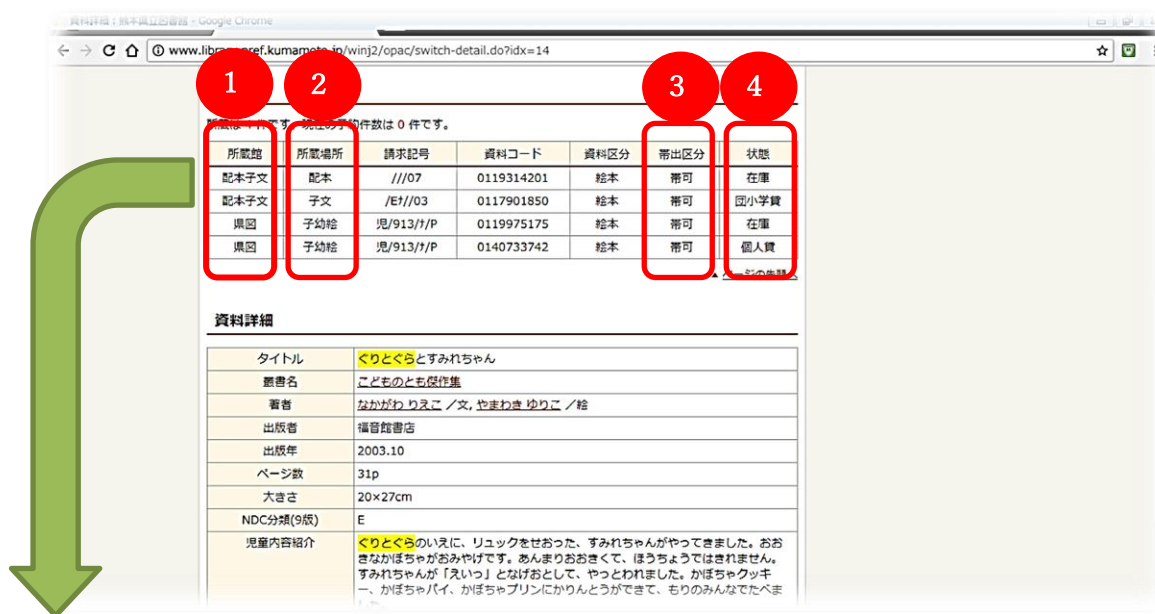 資料詳細：熊本県立図書館 - Google Chrome
www.library.pref.kumamoto.jp/winj2/opac/switch-detail.do?idx=14
1 2 3 4
所蔵は 4 件です。現在の予約件数は 0 件です。
所蔵館 所蔵場所 請求記号 資料コード 資料区分 帯出区分 状態
配本子文 配本 ///07 0119314201 絵本 帯可 在庫
配本子文 子文 /Eﾅ//03 0117901850 絵本 帯可 団小学貸
県図 子幼絵 児/913/ﾅ/P 0119975175 絵本 帯可 在庫
県図 子幼絵 児/913/ﾅ/P 0140733742 絵本 帯可 個人貸
▲ ページの先頭へ
資料詳細
タイトル ぐりとぐらとすみれちゃん
叢書名 こどものとも傑作集
著者 なかがわ りえこ ／文, やまわき ゆりこ ／絵
出版者 福音館書店
出版年 2003.10
ページ数 31p
大きさ 20×27cm
NDC分類(9版) E
児童内容紹介 ぐりとぐらのいえに、リュックをせおった、すみれちゃんがやってきました。おお
きなかぼちゃがおみやげです。あんまりおおきくて、ほうちょうではきれません。
すみれちゃんが「えいっ」となげおとして、やっとわれました。かぼちゃクッキ
ー、かぼちゃパイ、かぼちゃプリンにかりんとうができて、もりのみんなでたべま